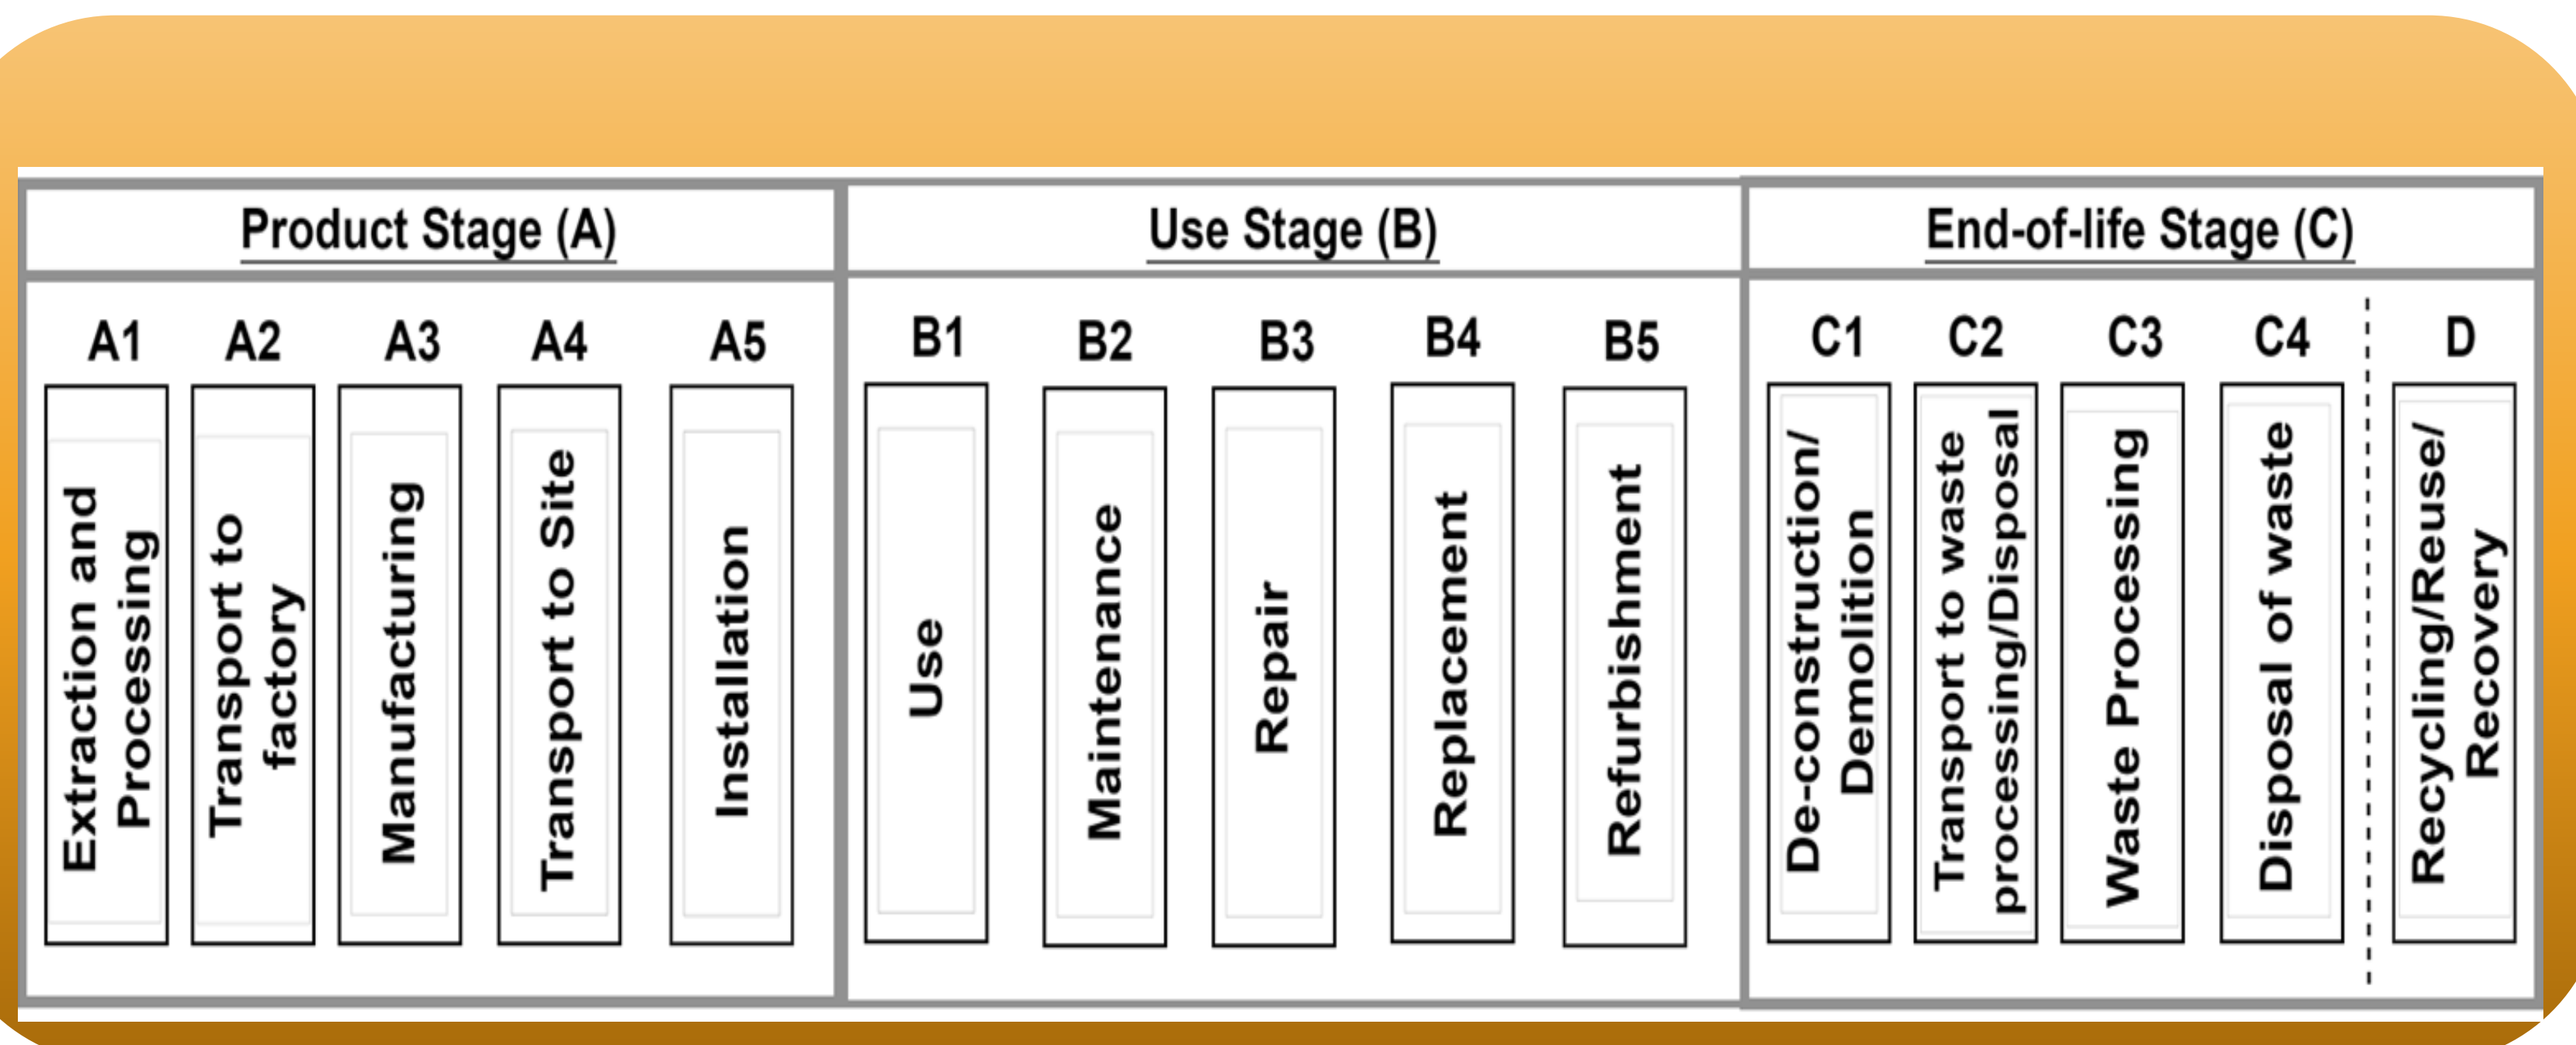 Product Stage (A)
Use Stage (B)
End-of-life Stage (C)
A1
A2
A3
A4
A5
B1
B2
B3
B4
B5
C1
C2
C3
C4
D
Extraction and
Processing
Transport to
factory
Manufacturing
Transport to Site
Installation
Use
Maintenance
Repair
Replacement
Refurbishment
De-construction/
Demolition
Transport to waste
processing/Disposal
Waste Processing
Disposal of waste
Recycling/Reuse/
Recovery